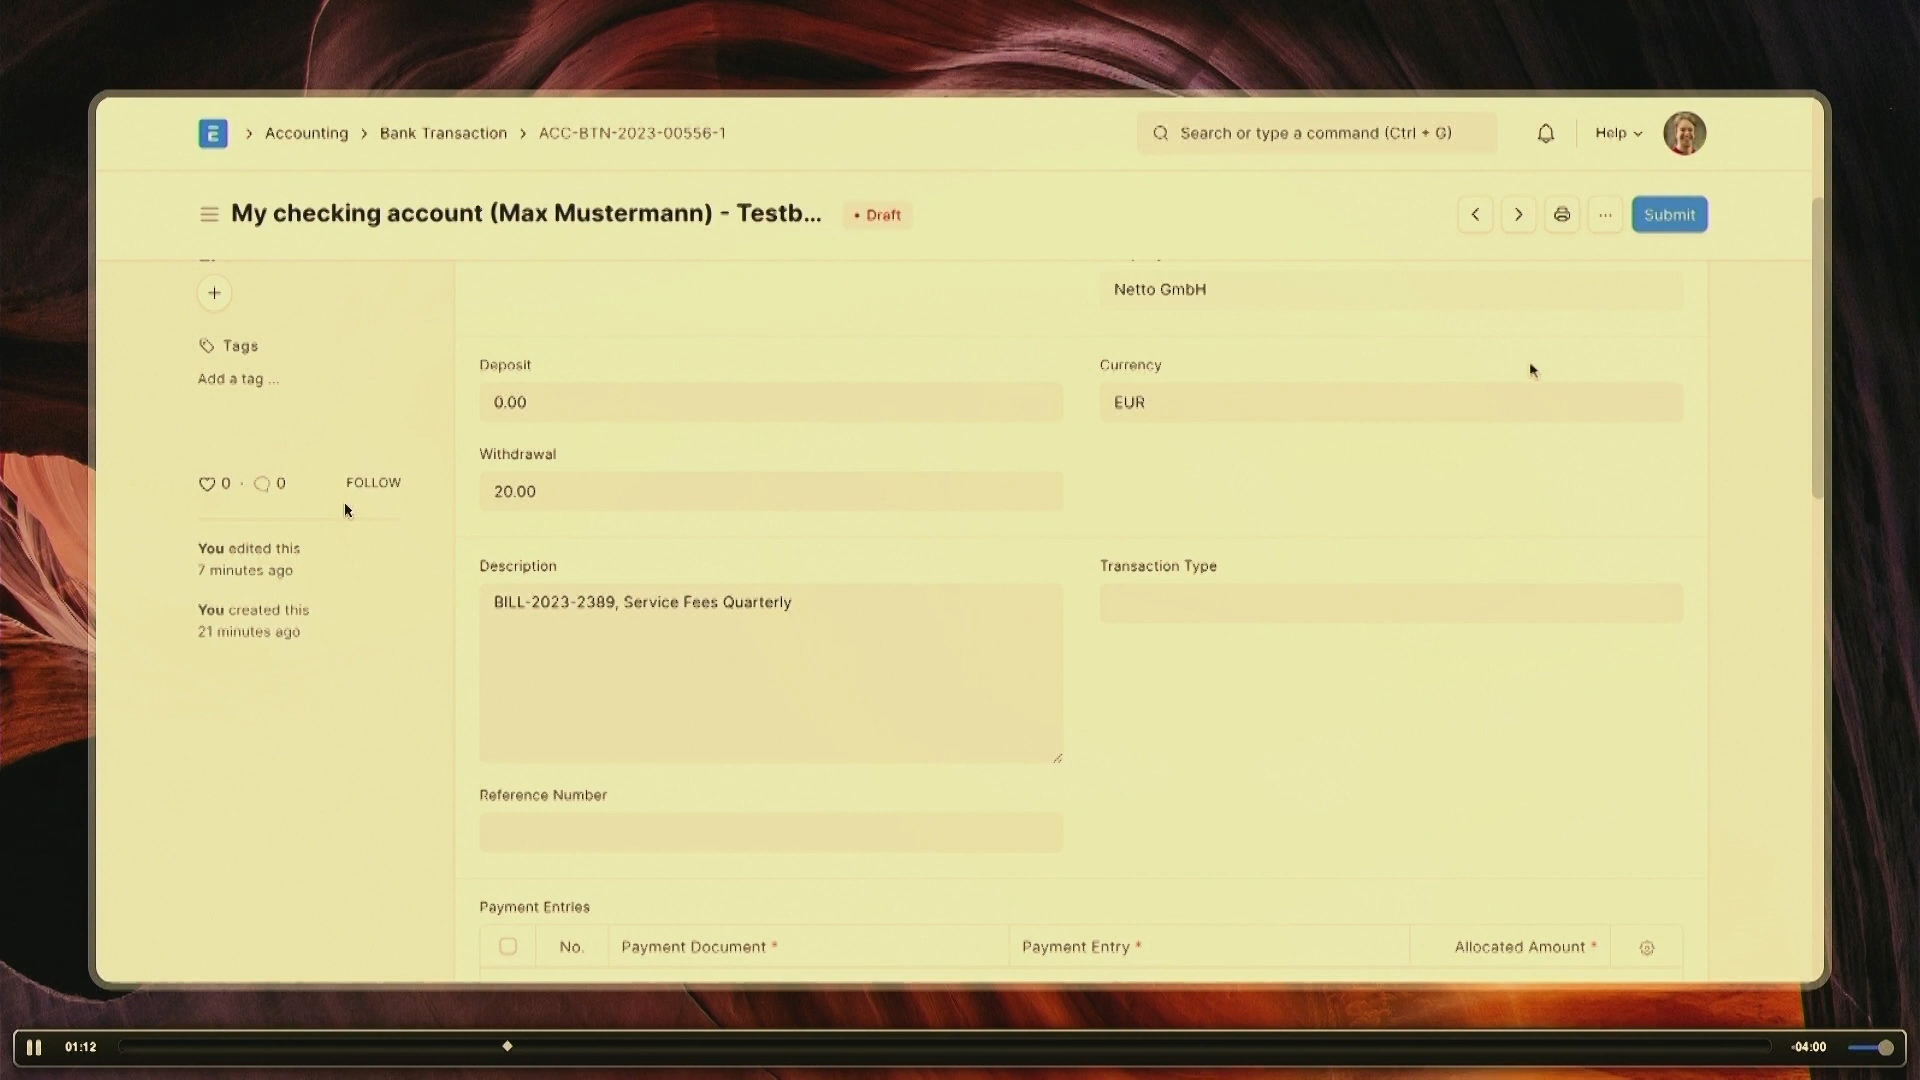 Accounting Bank Transaction ACC-BTN-2023-00556-1 Search or type a command (Ctrl + G) Help
My checking account (Max Mustermann) - Testb... Draft Submit
Netto GmbH
Tags
Add a tag ...
Deposit Currency
0.00 EUR
Withdrawal
20.00
0 · 0 FOLLOW
You edited this
7 minutes ago
You created this
21 minutes ago
Description Transaction Type
BILL-2023-2389, Service Fees Quarterly
Reference Number
Payment Entries
No. Payment Document * Payment Entry * Allocated Amount *
01:12 -04:00